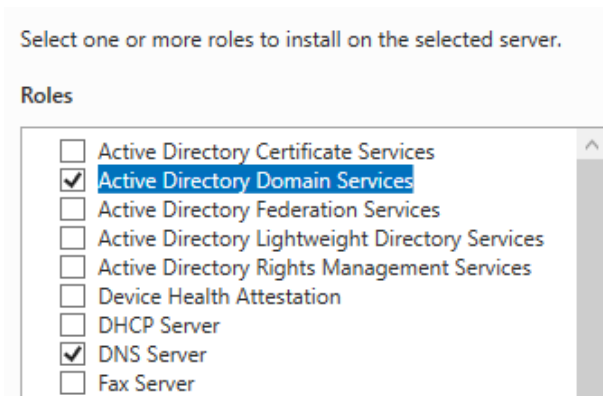 Select one or more roles to install on the selected server.
Roles
Active Directory Certificate Services
Active Directory Domain Services
Active Directory Federation Services
Active Directory Lightweight Directory Services
Active Directory Rights Management Services
Device Health Attestation
DHCP Server
DNS Server
Fax Server